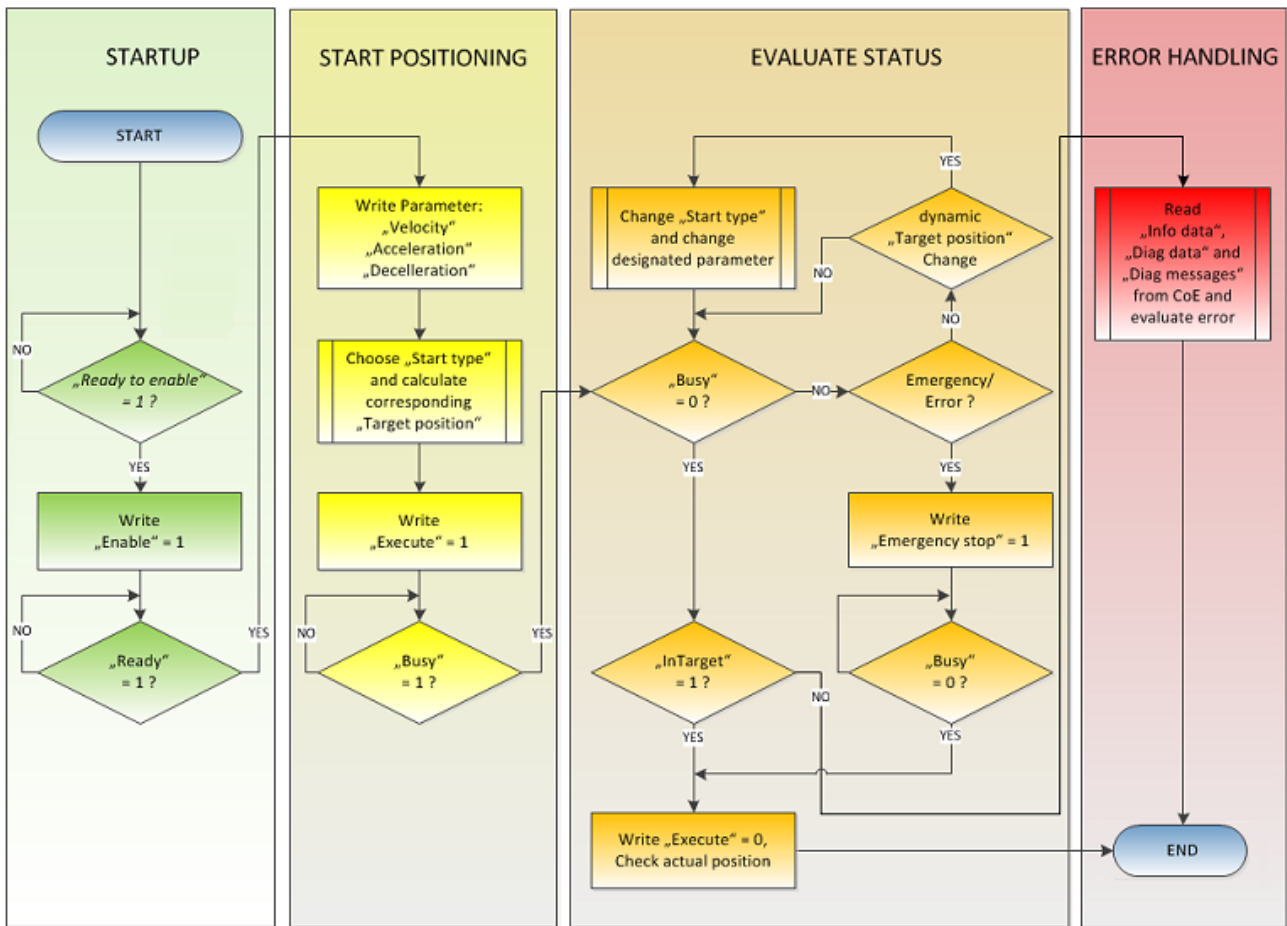 STARTUP
START
NO
„Ready to enable“
= 1 ?
YES
Write
„Enable“ = 1
NO
„Ready“
= 1 ?
YES
START POSITIONING
Write Parameter:
„Velocity“
„Acceleration“
„Decelleration“
Choose „Start type“
and calculate
corresponding
„Target position“
Write
„Execute“ = 1
NO
„Busy“
= 1 ?
YES
EVALUATE STATUS
Change „Start type“
and change
designated parameter
YES
dynamic
„Target position“
Change
NO
NO
„Busy“
= 0 ?
NO
Emergency/
Error ?
YES
YES
Write
„Emergency stop“ = 1
„InTarget“
= 1 ?
NO
„Busy“
= 0 ?
YES
YES
Write „Execute“ = 0,
Check actual position
ERROR HANDLING
Read
„Info data“,
„Diag data“ and
„Diag messages“
from CoE and
evaluate error
END